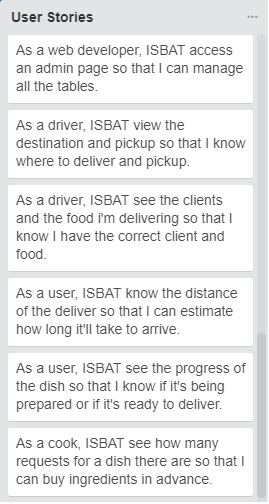 User Stories
As a web developer, ISBAT access
an admin page so that I can manage
all the tables.
As a driver, ISBAT view the
destination and pickup so that I know
where to deliver and pickup.
As a driver, ISBAT see the clients
and the food i'm delivering so that I
know I have the correct client and
food.
As a user, ISBAT know the distance
of the deliver so that I can estimate
how long it'll take to arrive.
As a user, ISBAT see the progress of
the dish so that I know if it's being
prepared or if it's ready to deliver.
As a cook, ISBAT see how many
requests for a dish there are so that I
can buy ingredients in advance.